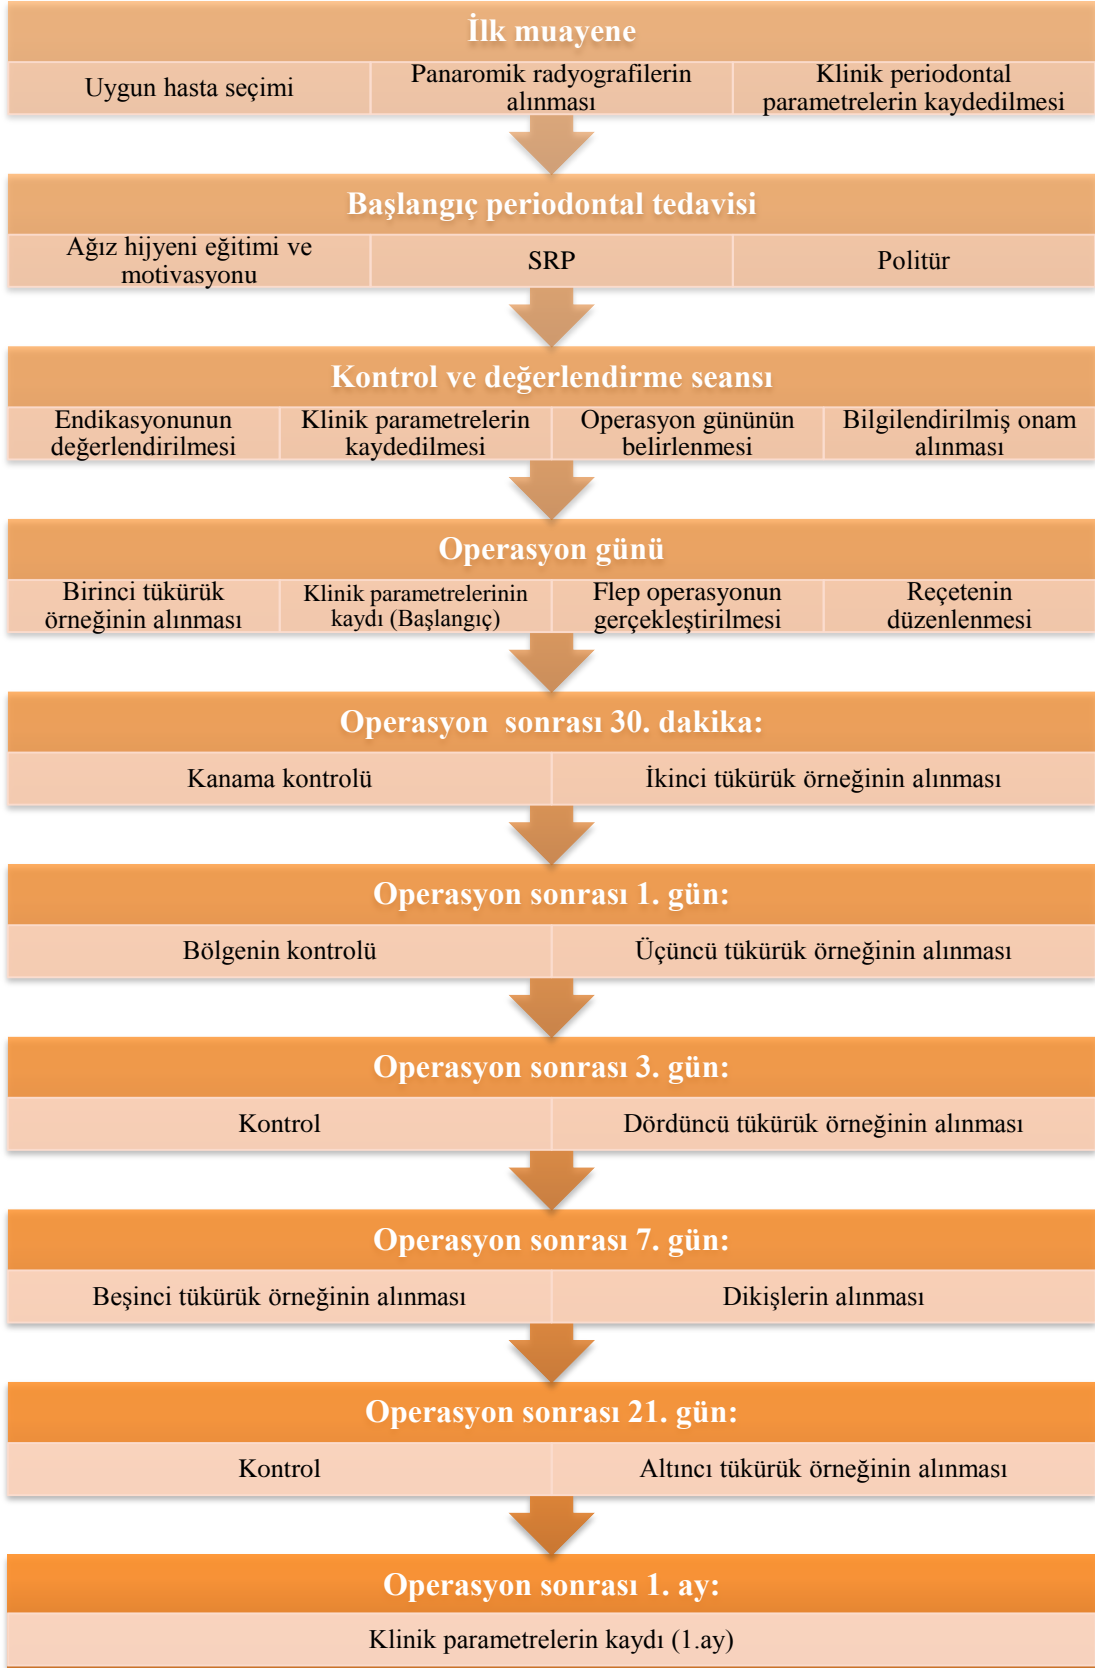 İlk muayene
Uygun hasta seçimi
Panaromik radyografilerin
alınması
Klinik periodontal
parametrelerin kaydedilmesi
Başlangıç periodontal tedavisi
Ağız hijyeni eğitimi ve
motivasyonu
SRP
Politür
Kontrol ve değerlendirme seansı
Endikasyonunun
değerlendirilmesi
Klinik parametrelerin
kaydedilmesi
Operasyon gününün
belirlenmesi
Bilgilendirilmiş onam
alınması
Operasyon günü
Birinci tükürük
örneğinin alınması
Klinik parametrelerinin
kaydı (Başlangıç)
Flep operasyonun
gerçekleştirilmesi
Reçetenin
düzenlenmesi
Operasyon  sonrası 30. dakika:
Kanama kontrolü
İkinci tükürük örneğinin alınması
Operasyon sonrası 1. gün:
Bölgenin kontrolü
Üçüncü tükürük örneğinin alınması
Operasyon sonrası 3. gün:
Kontrol
Dördüncü tükürük örneğinin alınması
Operasyon sonrası 7. gün:
Beşinci tükürük örneğinin alınması
Dikişlerin alınması
Operasyon sonrası 21. gün:
Kontrol
Altıncı tükürük örneğinin alınması
Operasyon sonrası 1. ay:
Klinik parametrelerin kaydı (1.ay)